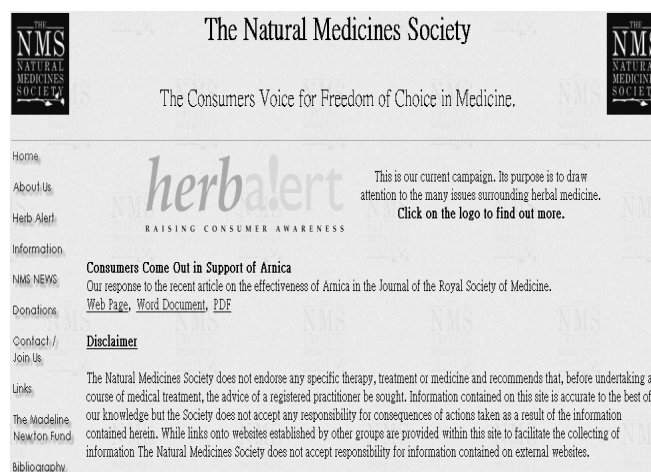 THE
NMS
NATURAL
MEDICINES
SOCIETY
The Natural Medicines Society
The Consumers Voice for Freedom of Choice in Medicine.
THE
NMS
NATURA
MEDICIN
SOCIET
Home
About Us
Herb Alert
Information
NMS NEWS
Donations
Contact /
Join Us
Links
The Madeline
Newton Fund
Bibliography
herba!ert
RAISING CONSUMER AWARENESS
This is our current campaign. Its purpose is to draw
attention to the many issues surrounding herbal medicine.
Click on the logo to find out more.
Consumers Come Out in Support of Arnica
Our response to the recent article on the effectiveness of Arnica in the Journal of the Royal Society of Medicine.
Web Page, Word Document, PDF
Disclaimer
The Natural Medicines Society does not endorse any specific therapy, treatment or medicine and recommends that, before undertaking a
course of medical treatment, the advice of a registered practitioner be sought. Information contained on this site is accurate to the best of
our knowledge but the Society does not accept any responsibility for consequences of actions taken as a result of the information
contained herein. While links onto websites established by other groups are provided within this site to facilitate the collecting of
information The Natural Medicines Society does not accept responsibility for information contained on external websites.